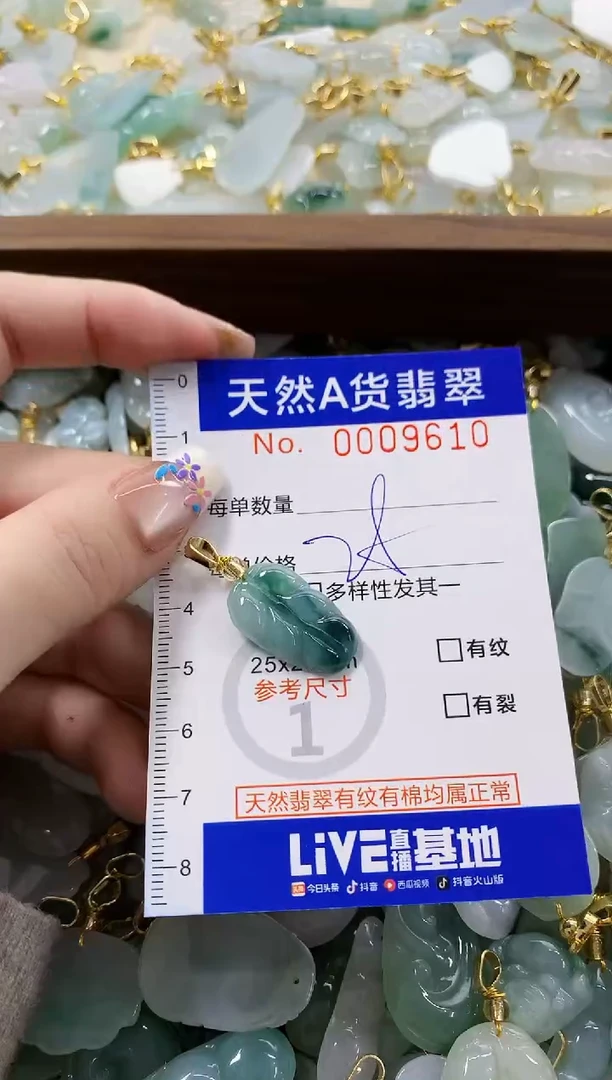 天然A货翡翠
0
No. 0009610
1
每单数量
日多样性发其一
4
有纹
5
参考尺寸
有裂
6
1
7
天然翡翠有纹有棉均属正常
LiVE直播基地
8
今日头条 抖音 西瓜视频 抖音火山版